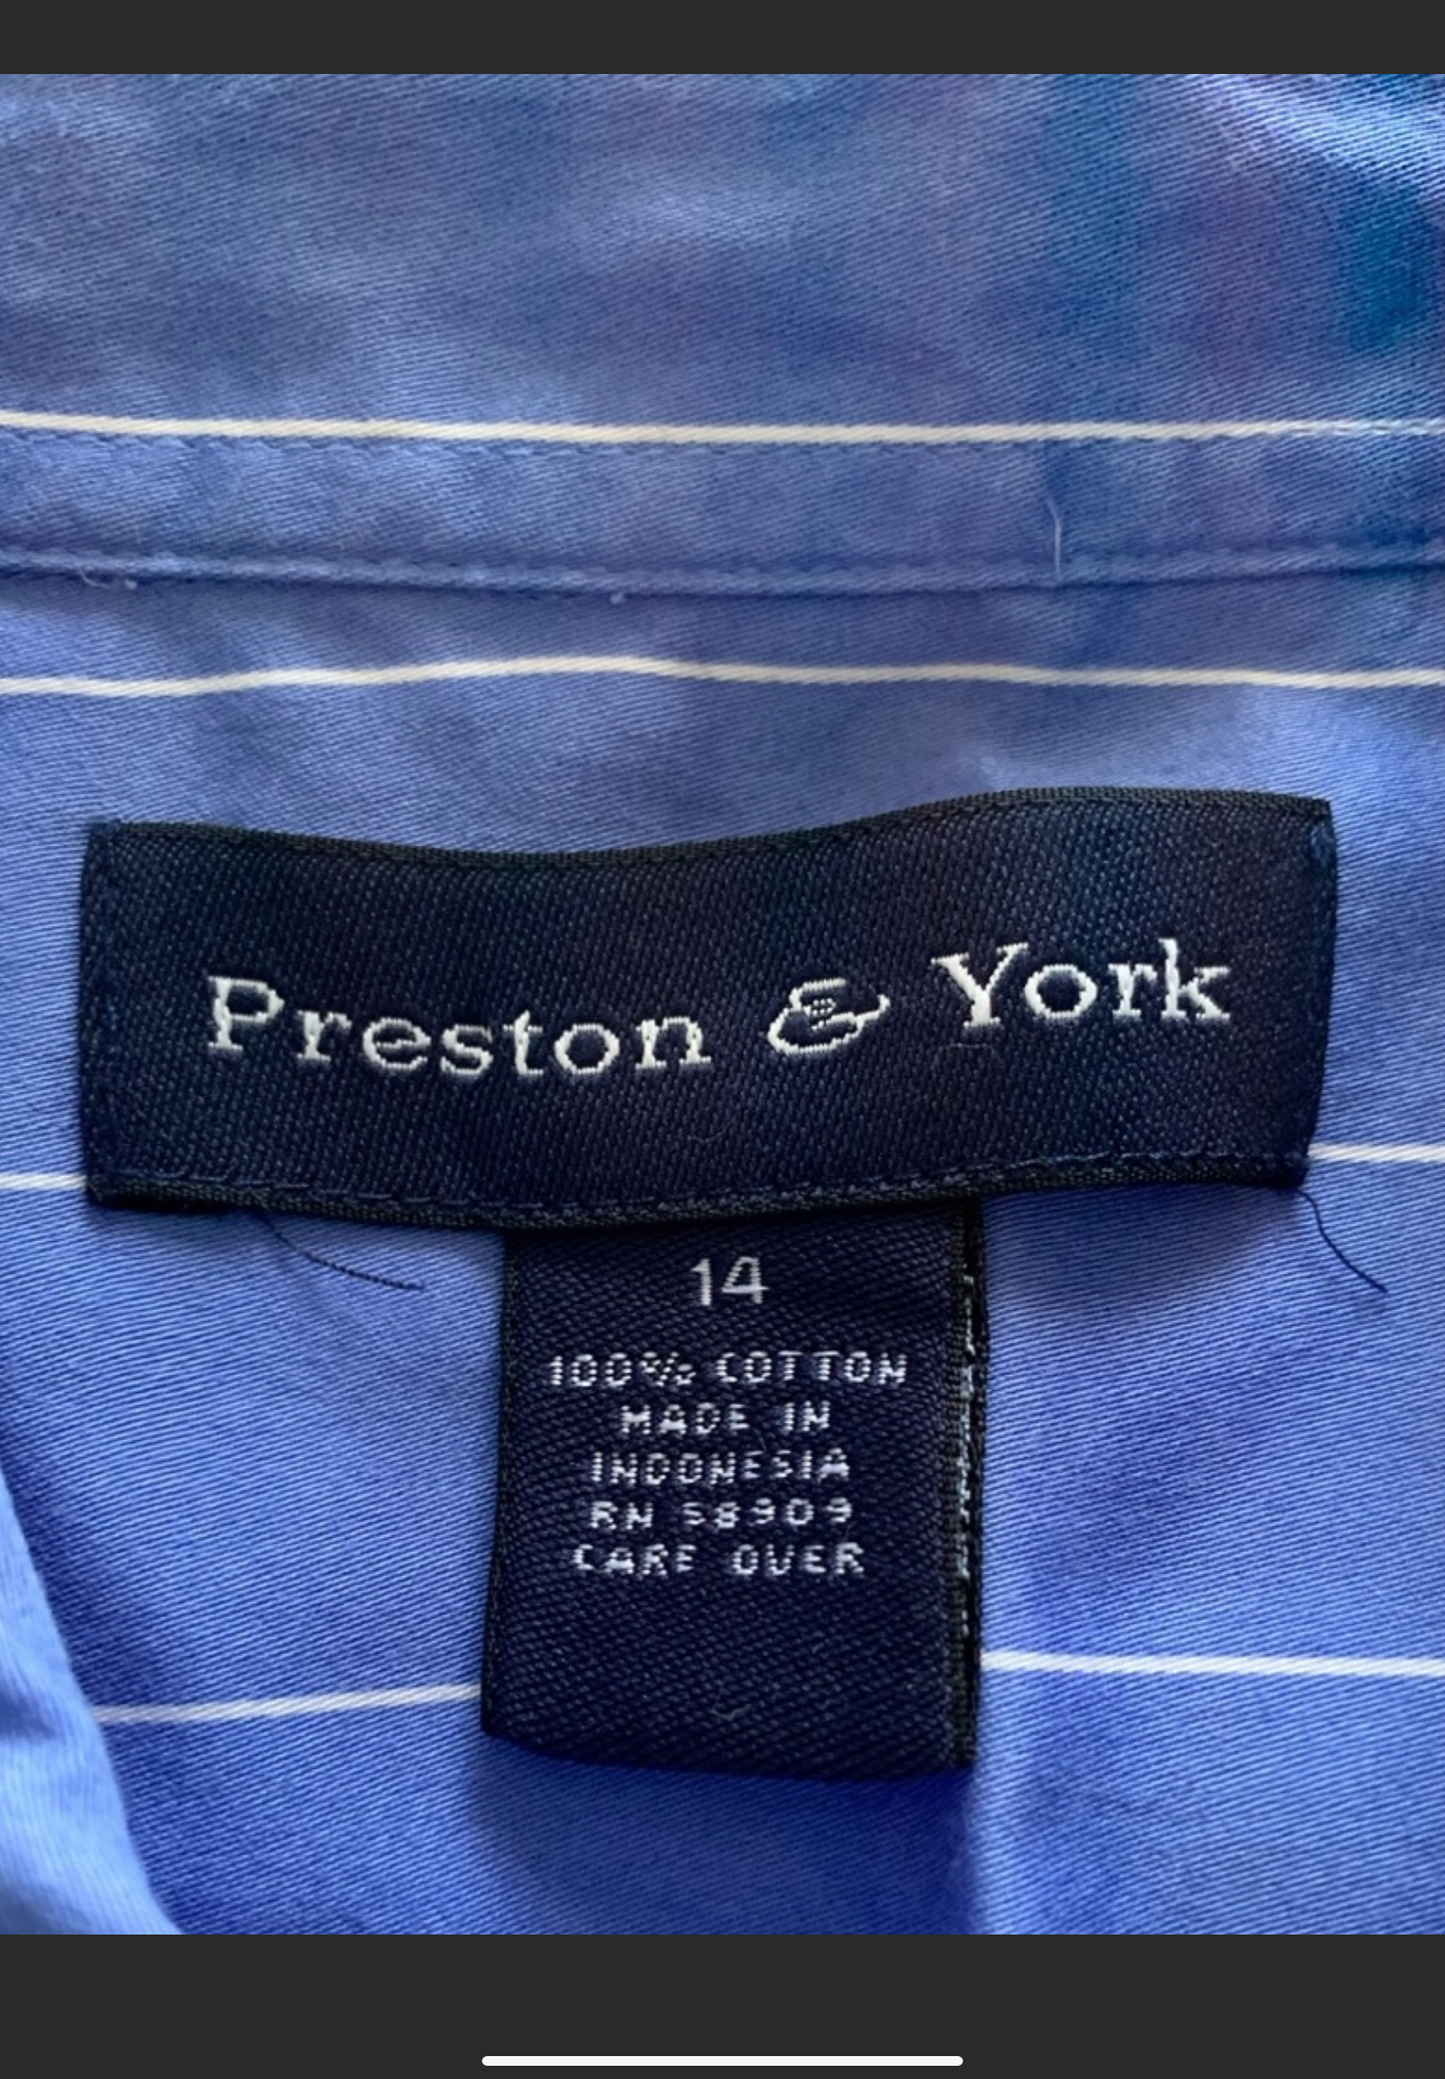 Preston & York
14
100% COTTON
MADE IN
INDONESIA
RN 58909
CARE OVER